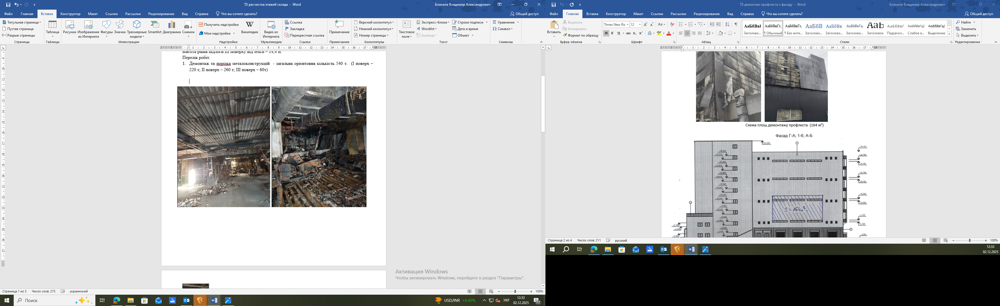 ТЗ расчистка этажей склада - Word
Блинков Владимир Александрович
Файл Главная Вставка Конструктор Макет Ссылки Рассылки Рецензирование Вид Справка Что вы хотите сделать? Общий доступ
Титульная страница
Пустая страница
Разрыв страницы
Страницы
Таблица
Таблицы
Рисунки
Изображения из Интернета
Фигуры
Значки
Трехмерные модели
SmartArt
Диаграмма
Снимок
Иллюстрации
Получить надстройки
Мои надстройки
Википедия
Надстройки
Видео из Интернета
Мультимедиа
Ссылка
Закладка
Перекрестная ссылка
Ссылки
Примечание
Примечания
Верхний колонтитул
Нижний колонтитул
Номер страницы
Колонтитулы
Текстовое поле
Экспресс-блоки
WordArt
Буквица
Строка подписи
Дата и время
Объект
Текст
Уравнение
Символ
Символы
Висота рівня підлоги III поверху від землі – 14,4 м.
Перелік робіт:
1. Демонтаж та порізка металоконструкцій - загальна орієнтовна кількість 540 т. (I поверх –
220 т; II поверх – 260 т; III поверх – 60т)
Активация Windows
Чтобы активировать Windows, перейдите в раздел "Параметры".
Страница 1 из 3 Число слов: 275 украинский 100%
Поиск
USD/INR +0.40%
УКР
12:33
02.12.2025
22
ТЗ демонтаж профлиста з фасаду - Word
Блинков Владимир Александрович
Файл Главная Вставка Конструктор Макет Ссылки Рассылки Рецензирование Вид Справка Что вы хотите сделать? Общий доступ
Вставить
Вырезать
Копировать
Формат по образцу
Буфер обмена
Times New Ro 12
Ж К Ч abc x₂ x²
Шрифт
Абзац
АаБбВвІ АаБбВвГг, АаБбВвГг, АаБбВ АаБбВв АаБбВвГг, АаЫ АаБбВвГ АаБбВвГг АаБбВвГг
Заголово... ¶ Обычный ¶ Без инте... Заголово... Заголово... Заголово... Заголовок Подзагол... Слабое в... Выделение
Стили
Найти
Заменить
Выделить
Редактирование
Схема площ демонтажу профлиста (164 м²)
Фасад Г-А; 1-6; А-Б
S = 164м²
Страница 2 из 4 Число слов: 211 русский 100%
12:33
02.12.2025